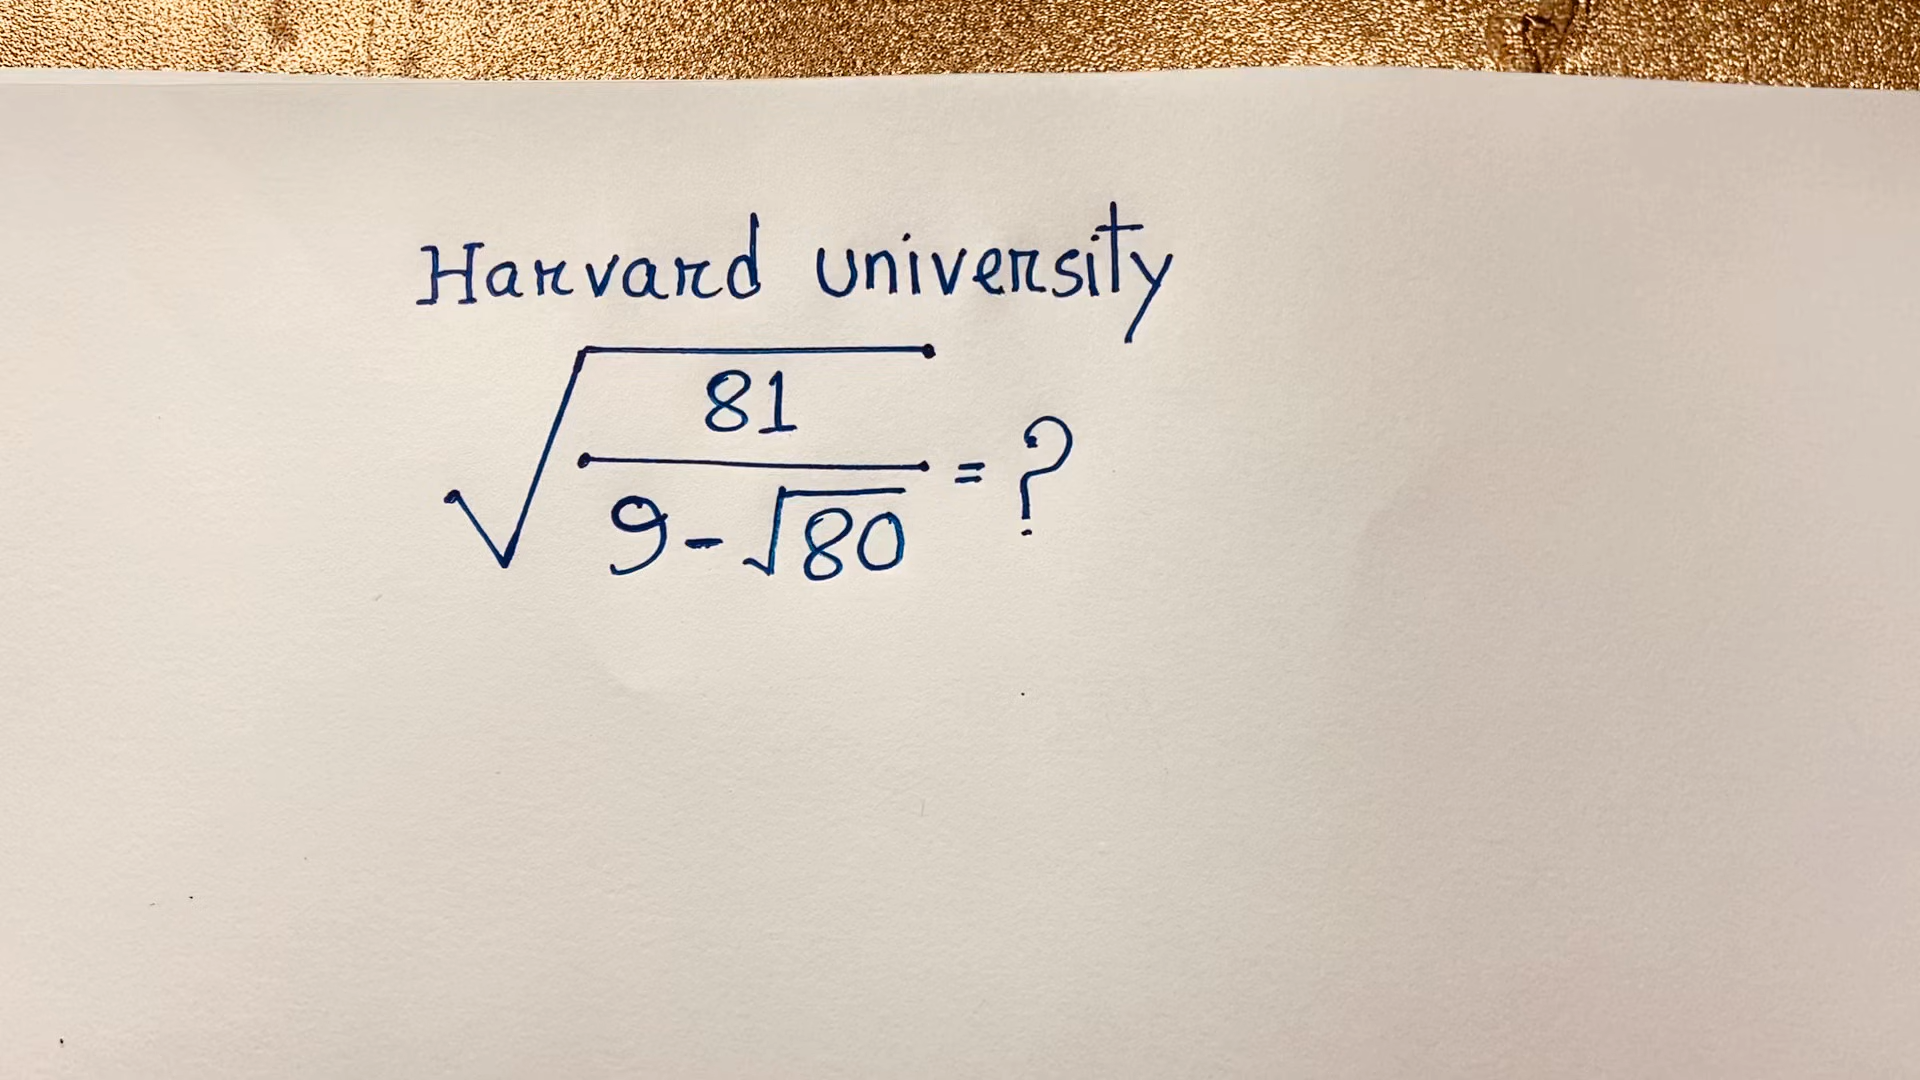 Harvard university
√(81 / (9-√80)) = ?